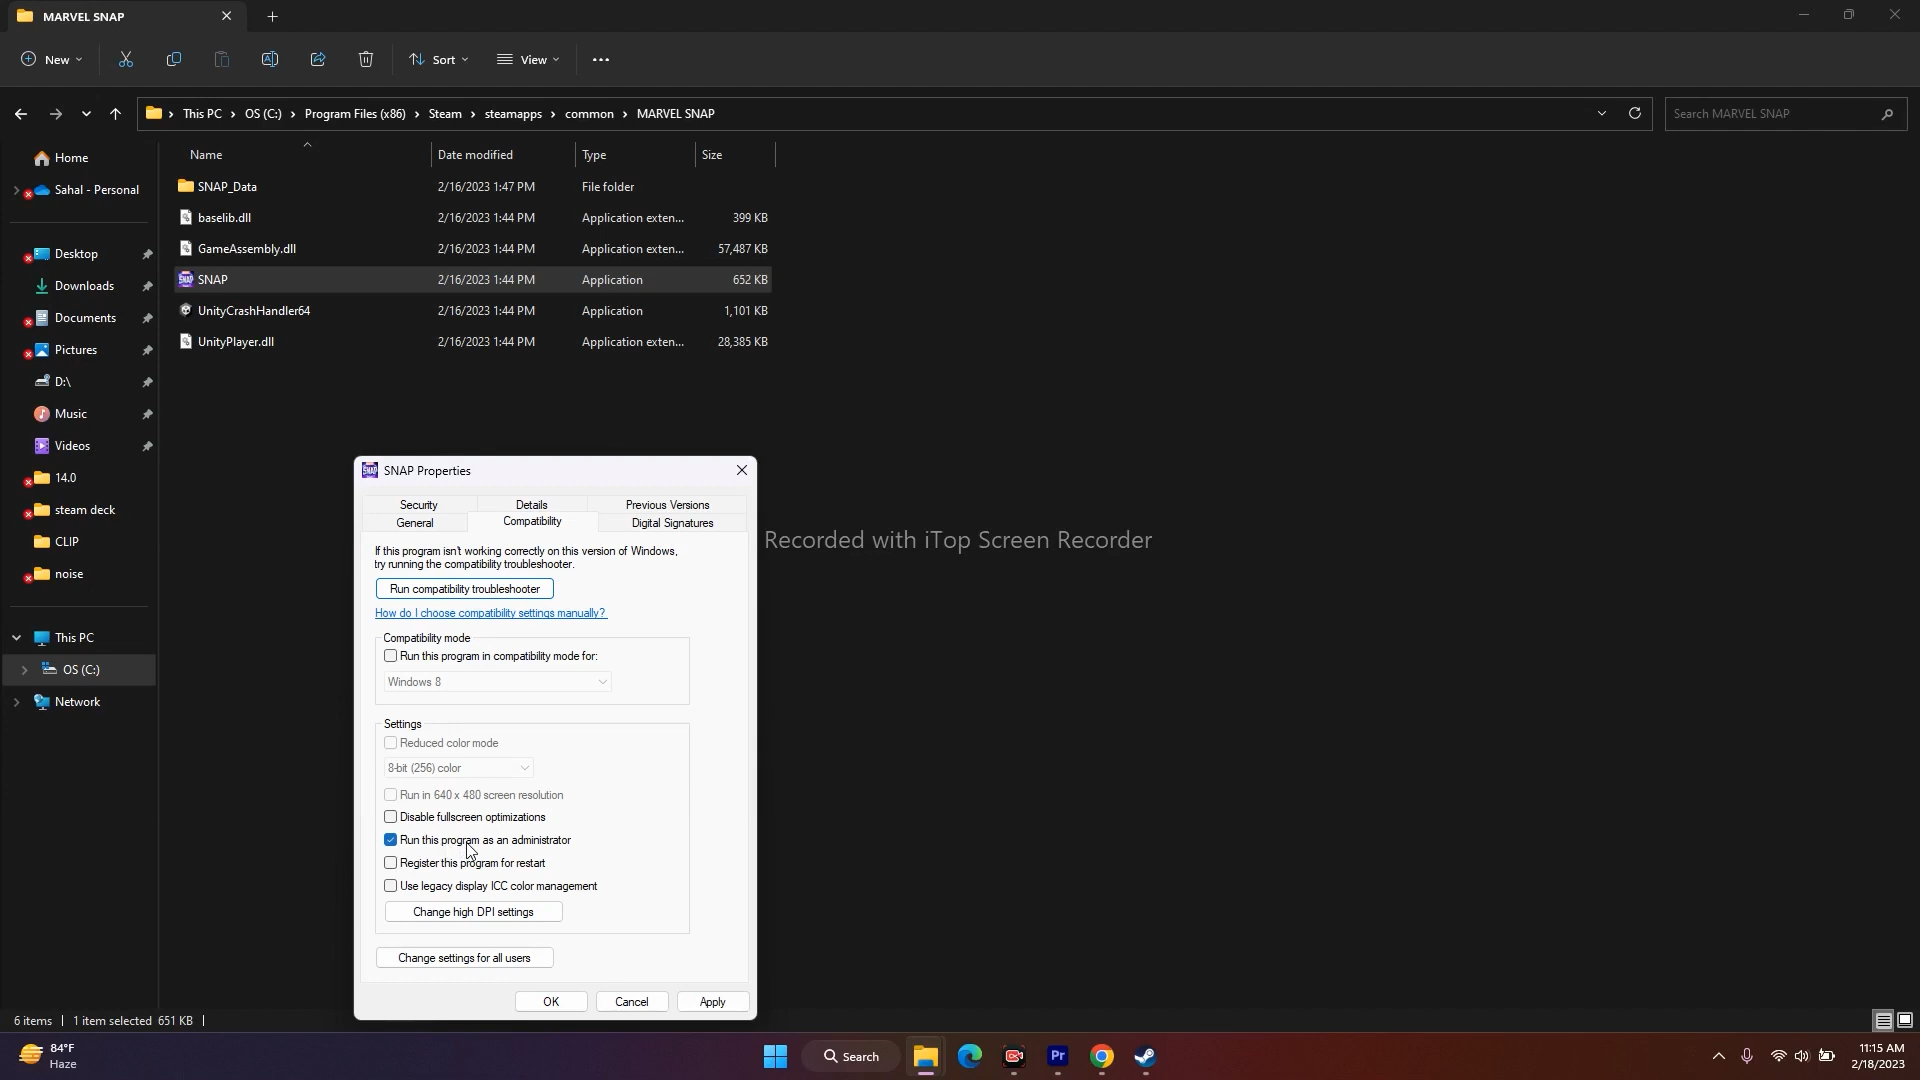 MARVEL SNAP
New
Sort
View
This PC > OS (C:) > Program Files (x86) > Steam > steamapps > common > MARVEL SNAP
Search MARVEL SNAP
Name Date modified Type Size
SNAP_Data 2/16/2023 1:47 PM File folder
baselib.dll 2/16/2023 1:44 PM Application exten... 399 KB
GameAssembly.dll 2/16/2023 1:44 PM Application exten... 57,487 KB
SNAP 2/16/2023 1:44 PM Application 652 KB
UnityCrashHandler64 2/16/2023 1:44 PM Application 1,101 KB
UnityPlayer.dll 2/16/2023 1:44 PM Application exten... 28,385 KB
Home
Sahal - Personal
Desktop
Downloads
Documents
Pictures
D:\
Music
Videos
14.0
steam deck
CLIP
noise
This PC
OS (C:)
Network
SNAP Properties
Security Details Previous Versions
General Compatibility Digital Signatures
If this program isn't working correctly on this version of Windows,
try running the compatibility troubleshooter.
Run compatibility troubleshooter
How do I choose compatibility settings manually?
Compatibility mode
Run this program in compatibility mode for:
Windows 8
Settings
Reduced color mode
8-bit (256) color
Run in 640 x 480 screen resolution
Disable fullscreen optimizations
Run this program as an administrator
Register this program for restart
Use legacy display ICC color management
Change high DPI settings
Change settings for all users
OK Cancel Apply
Recorded with iTop Screen Recorder
6 items 1 item selected 651 KB
84°F
Haze
Search
Pr
11:15 AM
2/18/2023